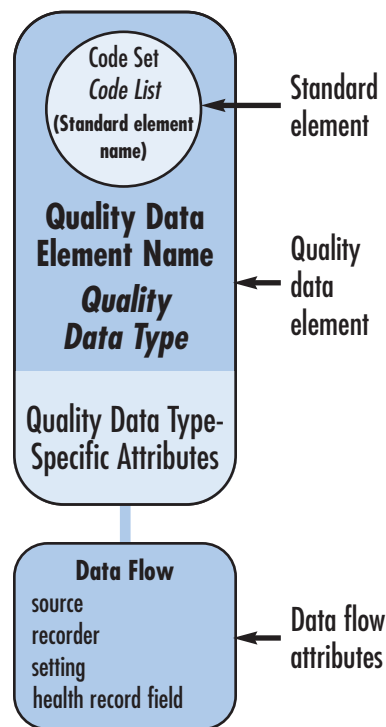 Code Set
Code List
(Standard element
name)
Standard
element
Quality Data
Element Name
Quality
Data Type
Quality
data
element
Quality Data Type-
Specific Attributes
Data Flow
source
recorder
setting
health record field
Data flow
attributes